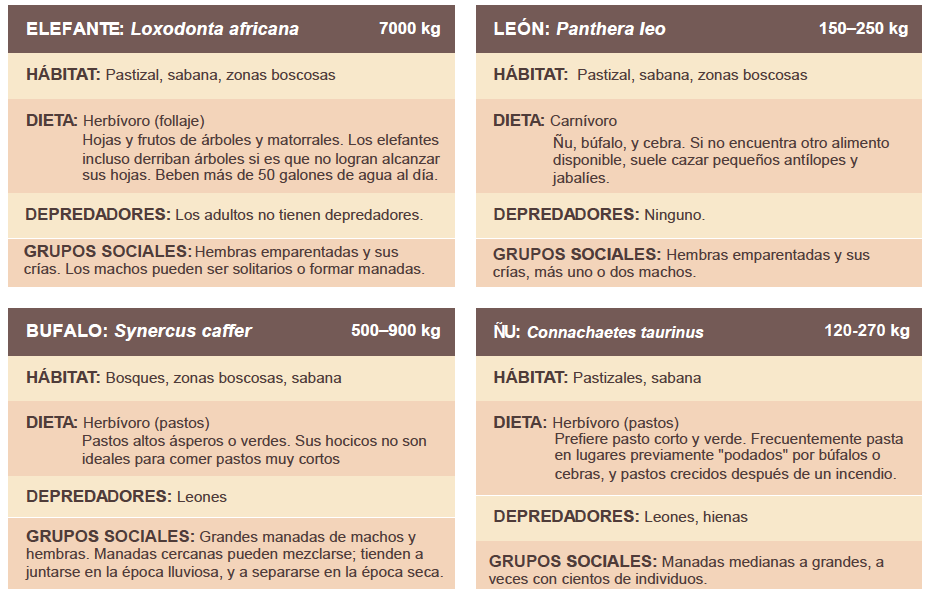 ELEFANTE: Loxodonta africana 7000 kg
HÁBITAT: Pastizal, sabana, zonas boscosas
DIETA: Herbívoro (follaje)
Hojas y frutos de árboles y matorrales. Los elefantes
incluso derriban árboles si es que no logran alcanzar
sus hojas. Beben más de 50 galones de agua al día.
DEPREDADORES: Los adultos no tienen depredadores.
GRUPOS SOCIALES: Hembras emparentadas y sus
crías. Los machos pueden ser solitarios o formar manadas.
LEÓN: Panthera leo 150–250 kg
HÁBITAT: Pastizal, sabana, zonas boscosas
DIETA: Carnívoro
Ñu, búfalo, y cebra. Si no encuentra otro alimento
disponible, suele cazar pequeños antílopes y
jabalíes.
DEPREDADORES: Ninguno.
GRUPOS SOCIALES: Hembras emparentadas y sus
crías, más uno o dos machos.
BUFALO: Synercus caffer 500–900 kg
HÁBITAT: Bosques, zonas boscosas, sabana
DIETA: Herbívoro (pastos)
Pastos altos ásperos o verdes. Sus hocicos no son
ideales para comer pastos muy cortos
DEPREDADORES: Leones
GRUPOS SOCIALES: Grandes manadas de machos y
hembras. Manadas cercanas pueden mezclarse; tienden a
juntarse en la época lluviosa, y a separarse en la época seca.
ÑU: Connachaetes taurinus 120-270 kg
HÁBITAT: Pastizales, sabana
DIETA: Herbívoro (pastos)
Prefiere pasto corto y verde. Frecuentemente pasta
en lugares previamente "podados" por búfalos o
cebras, y pastos crecidos después de un incendio.
DEPREDADORES: Leones, hienas
GRUPOS SOCIALES: Manadas medianas a grandes, a
veces con cientos de individuos.